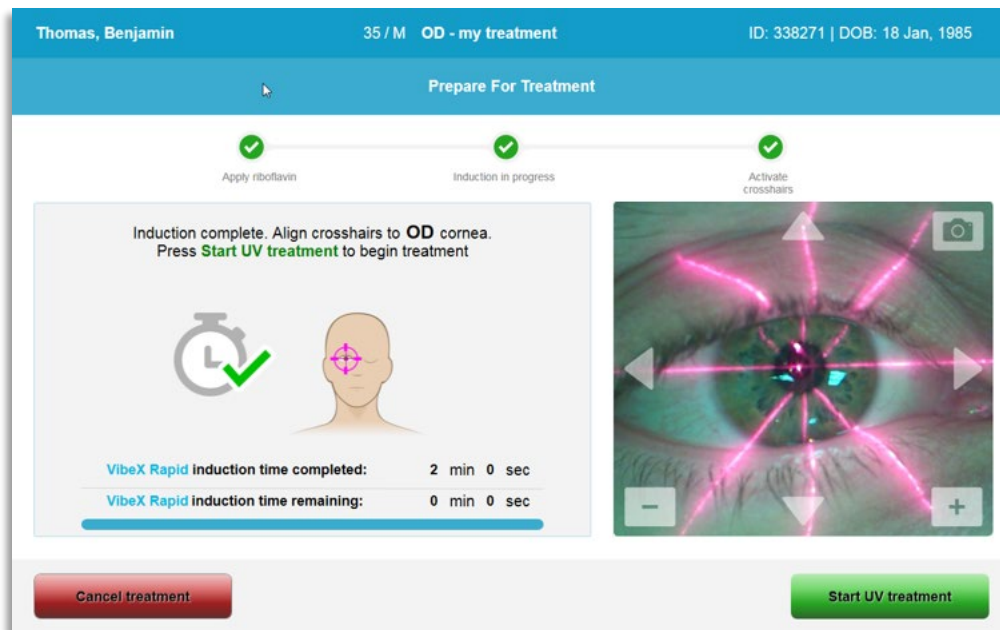 Thomas, Benjamin 35 / M OD - my treatment ID: 338271 | DOB: 18 Jan, 1985
Prepare For Treatment
Apply riboflavin
Induction in progress
Activate
crosshairs
Induction complete. Align crosshairs to OD cornea.
Press Start UV treatment to begin treatment
VibeX Rapid induction time completed: 2 min 0 sec
VibeX Rapid induction time remaining: 0 min 0 sec
Cancel treatment
Start UV treatment